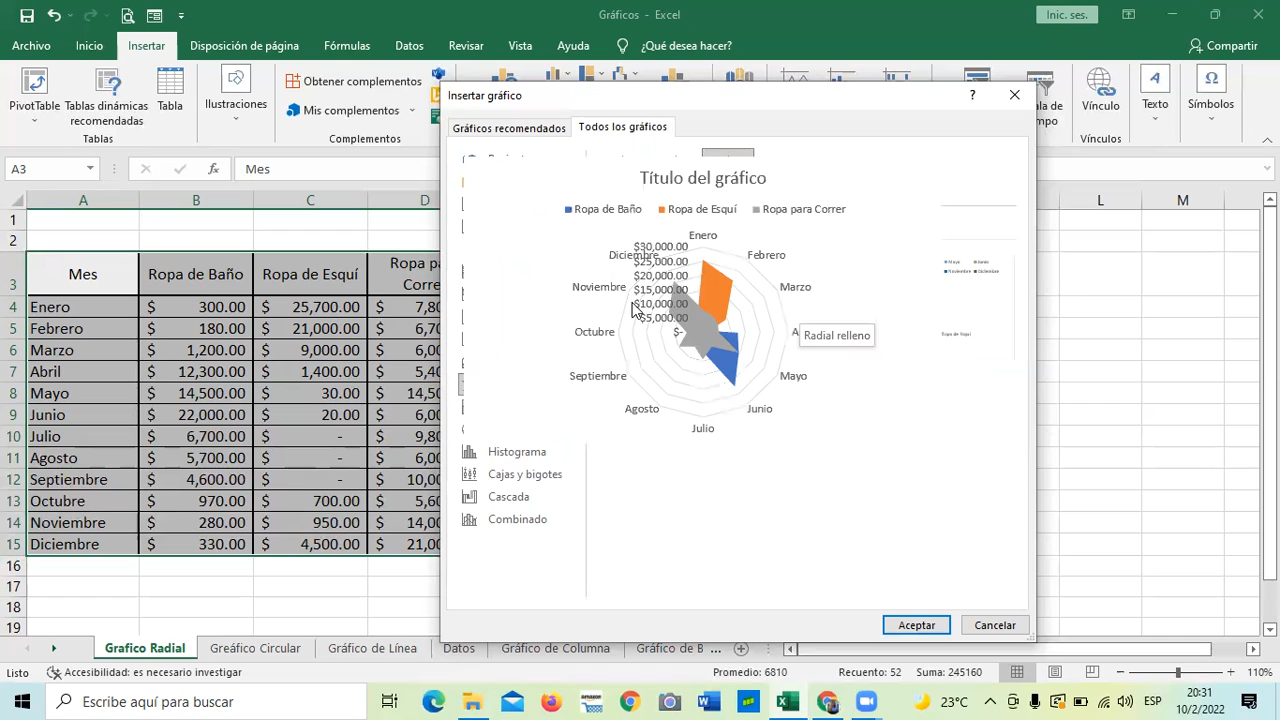 Gráficos - Excel
Inic. ses.
Archivo Inicio Insertar Disposición de página Fórmulas Datos Revisar Vista Ayuda ¿Qué desea hacer? Compartir
PivotTable
Tablas dinámicas recomendadas
Tabla
Tablas
Ilustraciones
Obtener complementos
Mis complementos
Complementos
Vínculo
Vínculos
Texto
Símbolos
Insertar gráfico
?
Gráficos recomendados Todos los gráficos
A3 fx Mes
A B C D L M
1
2
Mes Ropa de Baño Ropa de Esquí
4 Enero $ 300.00 $ 25,700.00 $
5 Febrero $ 180.00 $ 21,000.00 $
6 Marzo $ 1,200.00 $ 9,000.00 $
7 Abril $ 12,300.00 $ 1,400.00 $
8 Mayo $ 14,500.00 $ 30.00 $
9 Junio $ 22,000.00 $ 20.00 $
10 Julio $ 6,700.00 $ - $
11 Agosto $ 5,700.00 $ - $
12 Septiembre $ 4,600.00 $ - $
13 Octubre $ 970.00 $ 700.00 $
14 Noviembre $ 280.00 $ 950.00 $
15 Diciembre $ 330.00 $ 4,500.00 $
16
17
18
19
Título del gráfico
Ropa de Baño Ropa de Esquí Ropa para Correr
Enero
Febrero
Marzo
Mayo
Junio
Julio
Agosto
Septiembre
Octubre
Noviembre
Diciembre
$30,000.00
$25,000.00
$20,000.00
$15,000.00
$10,000.00
$5,000.00
$-
Radial relleno
Mayo Junio
Noviembre Diciembre
Ropa de Esquí
Histograma
Cajas y bigotes
Cascada
Combinado
Aceptar Cancelar
Grafico Radial Greáfico Circular Gráfico de Línea Datos Gráfico de Columna Gráfico de B ...
Listo Accesibilidad: es necesario investigar Promedio: 6810 Recuento: 52 Suma: 245160 110%
Escribe aquí para buscar
amazon
23°C
ESP
20:31
10/2/2022